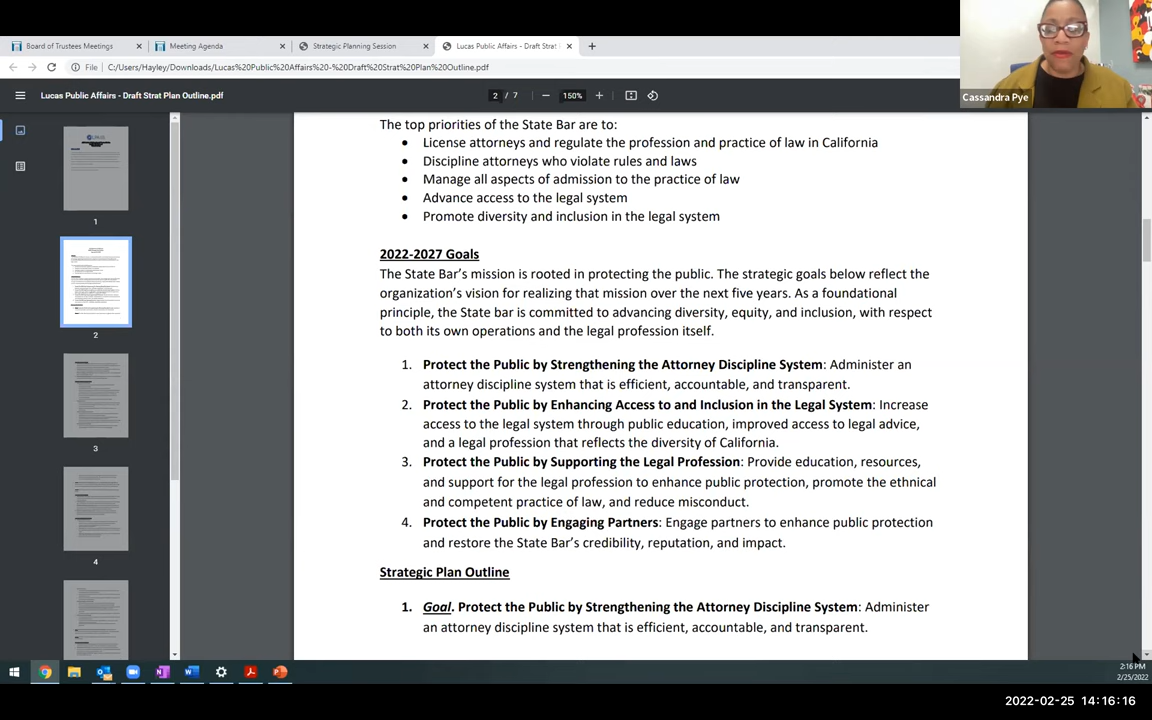 Board of Trustees Meetings
Meeting Agenda
Strategic Planning Session
Lucas Public Affairs - Draft Strat
File
C:/Users/Hayley/Downloads/Lucas%20Public%20Affairs%20-%20Draft%20Strat%20Plan%20Outline.pdf
Cassandra Pye
Lucas Public Affairs - Draft Strat Plan Outline.pdf
2 / 7
150%
The top priorities of the State Bar are to:
• License attorneys and regulate the profession and practice of law in California
• Discipline attorneys who violate rules and laws
• Manage all aspects of admission to the practice of law
• Advance access to the legal system
• Promote diversity and inclusion in the legal system
1
2022-2027 Goals
The State Bar's mission is rooted in protecting the public. The strategic goals below reflect the
organization's vision for realizing that mission over the next five years. As a foundational
principle, the State bar is committed to advancing diversity, equity, and inclusion, with respect
to both its own operations and the legal profession itself.
2
1. Protect the Public by Strengthening the Attorney Discipline System: Administer an
attorney discipline system that is efficient, accountable, and transparent.
2. Protect the Public by Enhancing Access to and Inclusion in the Legal System: Increase
access to the legal system through public education, improved access to legal advice,
and a legal profession that reflects the diversity of California.
3
3. Protect the Public by Supporting the Legal Profession: Provide education, resources,
and support for the legal profession to enhance public protection, promote the ethnical
and competent practice of law, and reduce misconduct.
4. Protect the Public by Engaging Partners: Engage partners to enhance public protection
and restore the State Bar's credibility, reputation, and impact.
4
Strategic Plan Outline
1. Goal. Protect the Public by Strengthening the Attorney Discipline System: Administer
an attorney discipline system that is efficient, accountable, and transparent.
2:16 PM
2/25/2022
2022-02-25 14:16:16